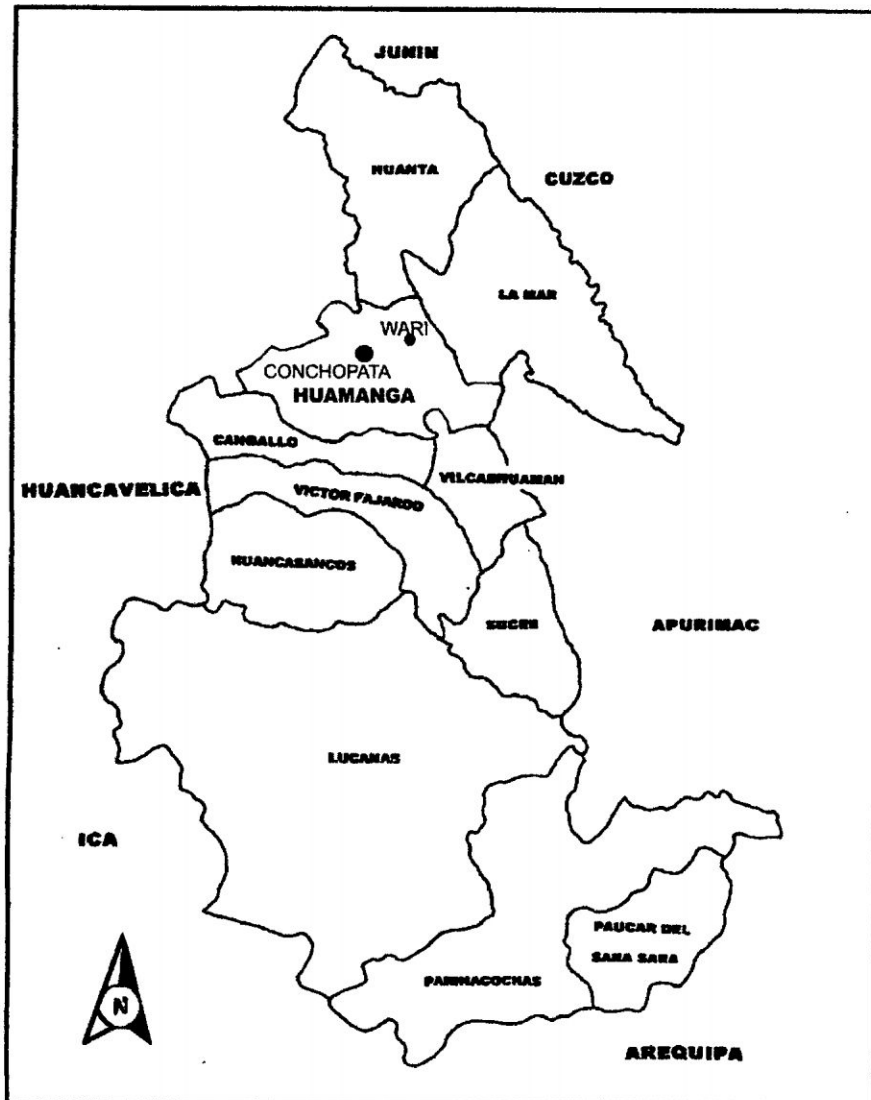 JUNIN
HUANTA
CUZCO
LA MAR
WARI
CONCHOPATA
HUAMANGA
CANGALLO
VILCASHUAMAN
HUANCAVELICA
VICTOR FAJARDO
HUANCASANCOS
SUCRE
APURIMAC
LUCANAS
ICA
PAUCAR DEL
SARA SARA
PARINACOCHAS
N
AREQUIPA